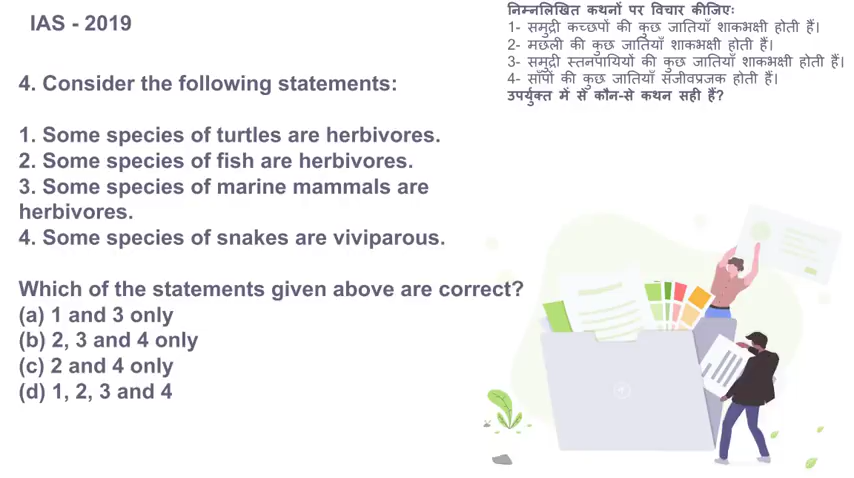 IAS - 2019
4. Consider the following statements:
1. Some species of turtles are herbivores.
2. Some species of fish are herbivores.
3. Some species of marine mammals are
herbivores.
4. Some species of snakes are viviparous.
Which of the statements given above are correct?
(a) 1 and 3 only
(b) 2, 3 and 4 only
(c) 2 and 4 only
(d) 1, 2, 3 and 4
निम्नलिखित कथनों पर विचार कीजिए:
1- समुद्री कच्छपों की कुछ जातियाँ शाकभक्षी होती हैं।
2- मछली की कुछ जातियाँ शाकभक्षी होती हैं।
3- समुद्री स्तनपायियों की कुछ जातियाँ शाकभक्षी होती हैं।
4- साँपों की कुछ जातियाँ सजीवप्रजक होती हैं।
उपर्युक्त में से कौन-से कथन सही हैं?